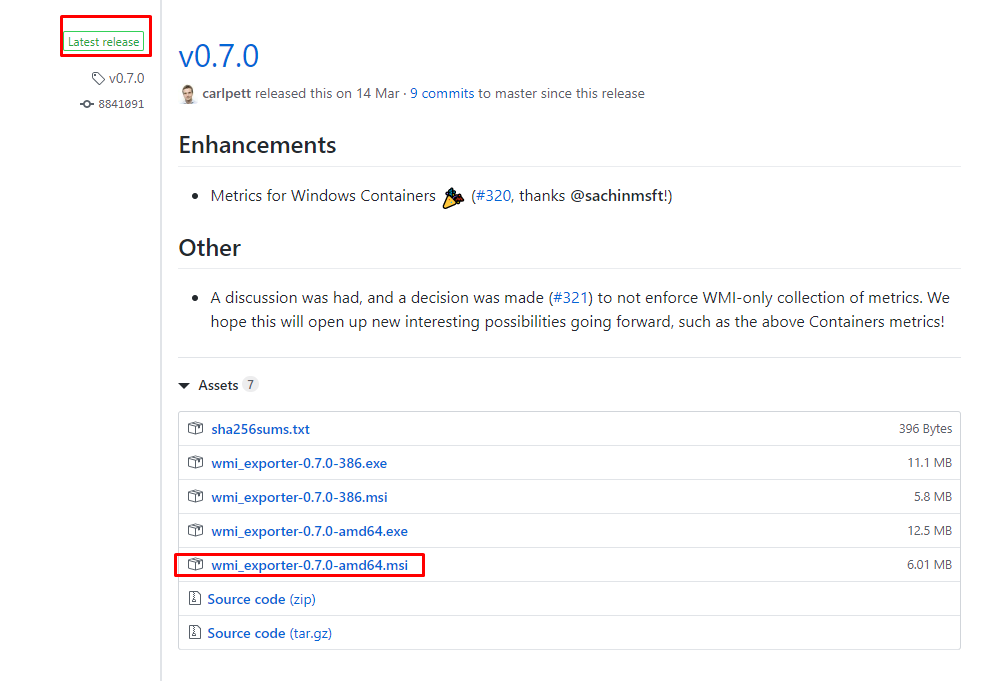 Latest release
v0.7.0
8841091
v0.7.0
carlpett released this on 14 Mar · 9 commits to master since this release
Enhancements
Metrics for Windows Containers (#320, thanks @sachinmsft!)
Other
A discussion was had, and a decision was made (#321) to not enforce WMI-only collection of metrics. We
hope this will open up new interesting possibilities going forward, such as the above Containers metrics!
Assets 7
sha256sums.txt 396 Bytes
wmi_exporter-0.7.0-386.exe 11.1 MB
wmi_exporter-0.7.0-386.msi 5.8 MB
wmi_exporter-0.7.0-amd64.exe 12.5 MB
wmi_exporter-0.7.0-amd64.msi 6.01 MB
Source code (zip)
Source code (tar.gz)